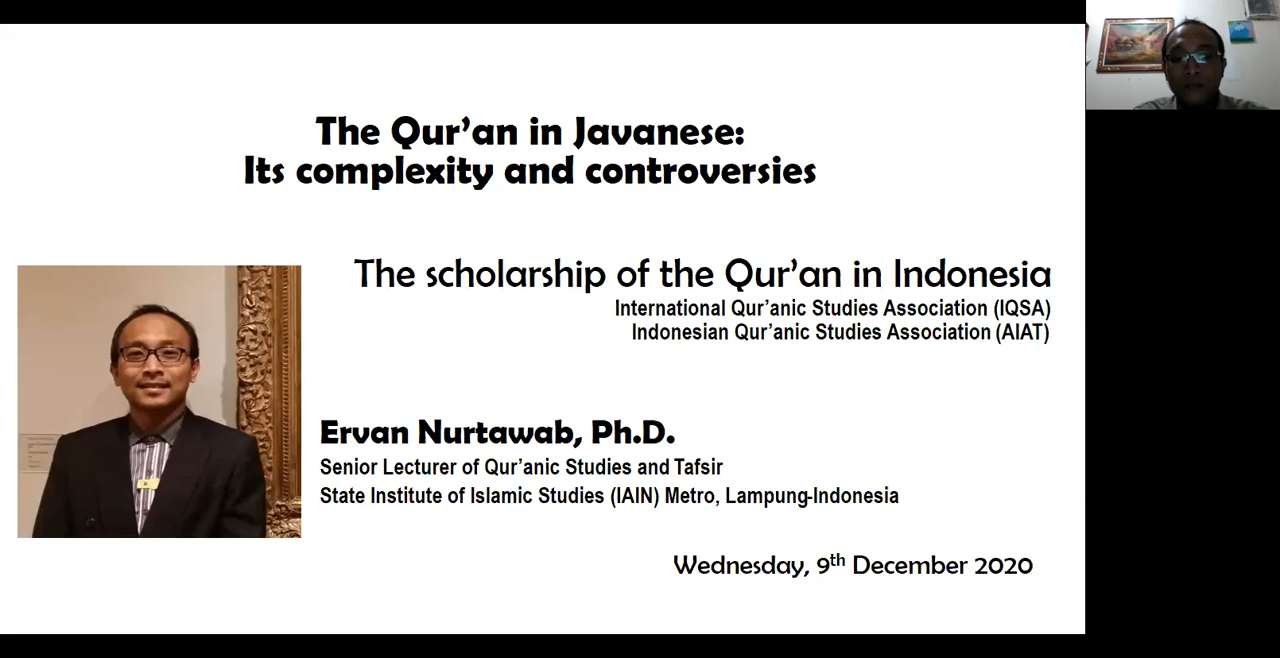 The Qur’an in Javanese:
Its complexity and controversies
The scholarship of the Qur’an in Indonesia
International Qur’anic Studies Association (IQSA)
Indonesian Qur’anic Studies Association (AIAT)
Ervan Nurtawab, Ph.D.
Senior Lecturer of Qur’anic Studies and Tafsir
State Institute of Islamic Studies (IAIN) Metro, Lampung-Indonesia
Wednesday, 9th December 2020